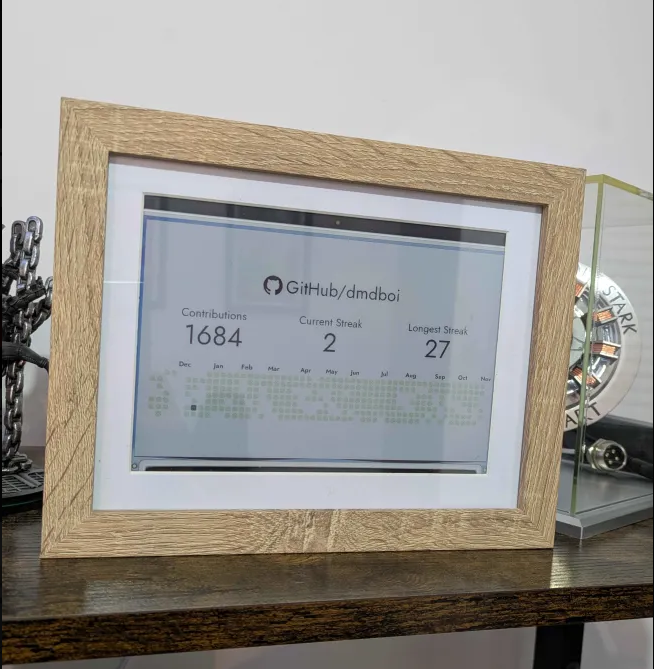 GitHub/dmdboi
Contributions
1684
Current Streak
2
Longest Streak
27
Dec Jan Feb Mar Apr May Jun Jul Aug Sep Oct Nov
STARK